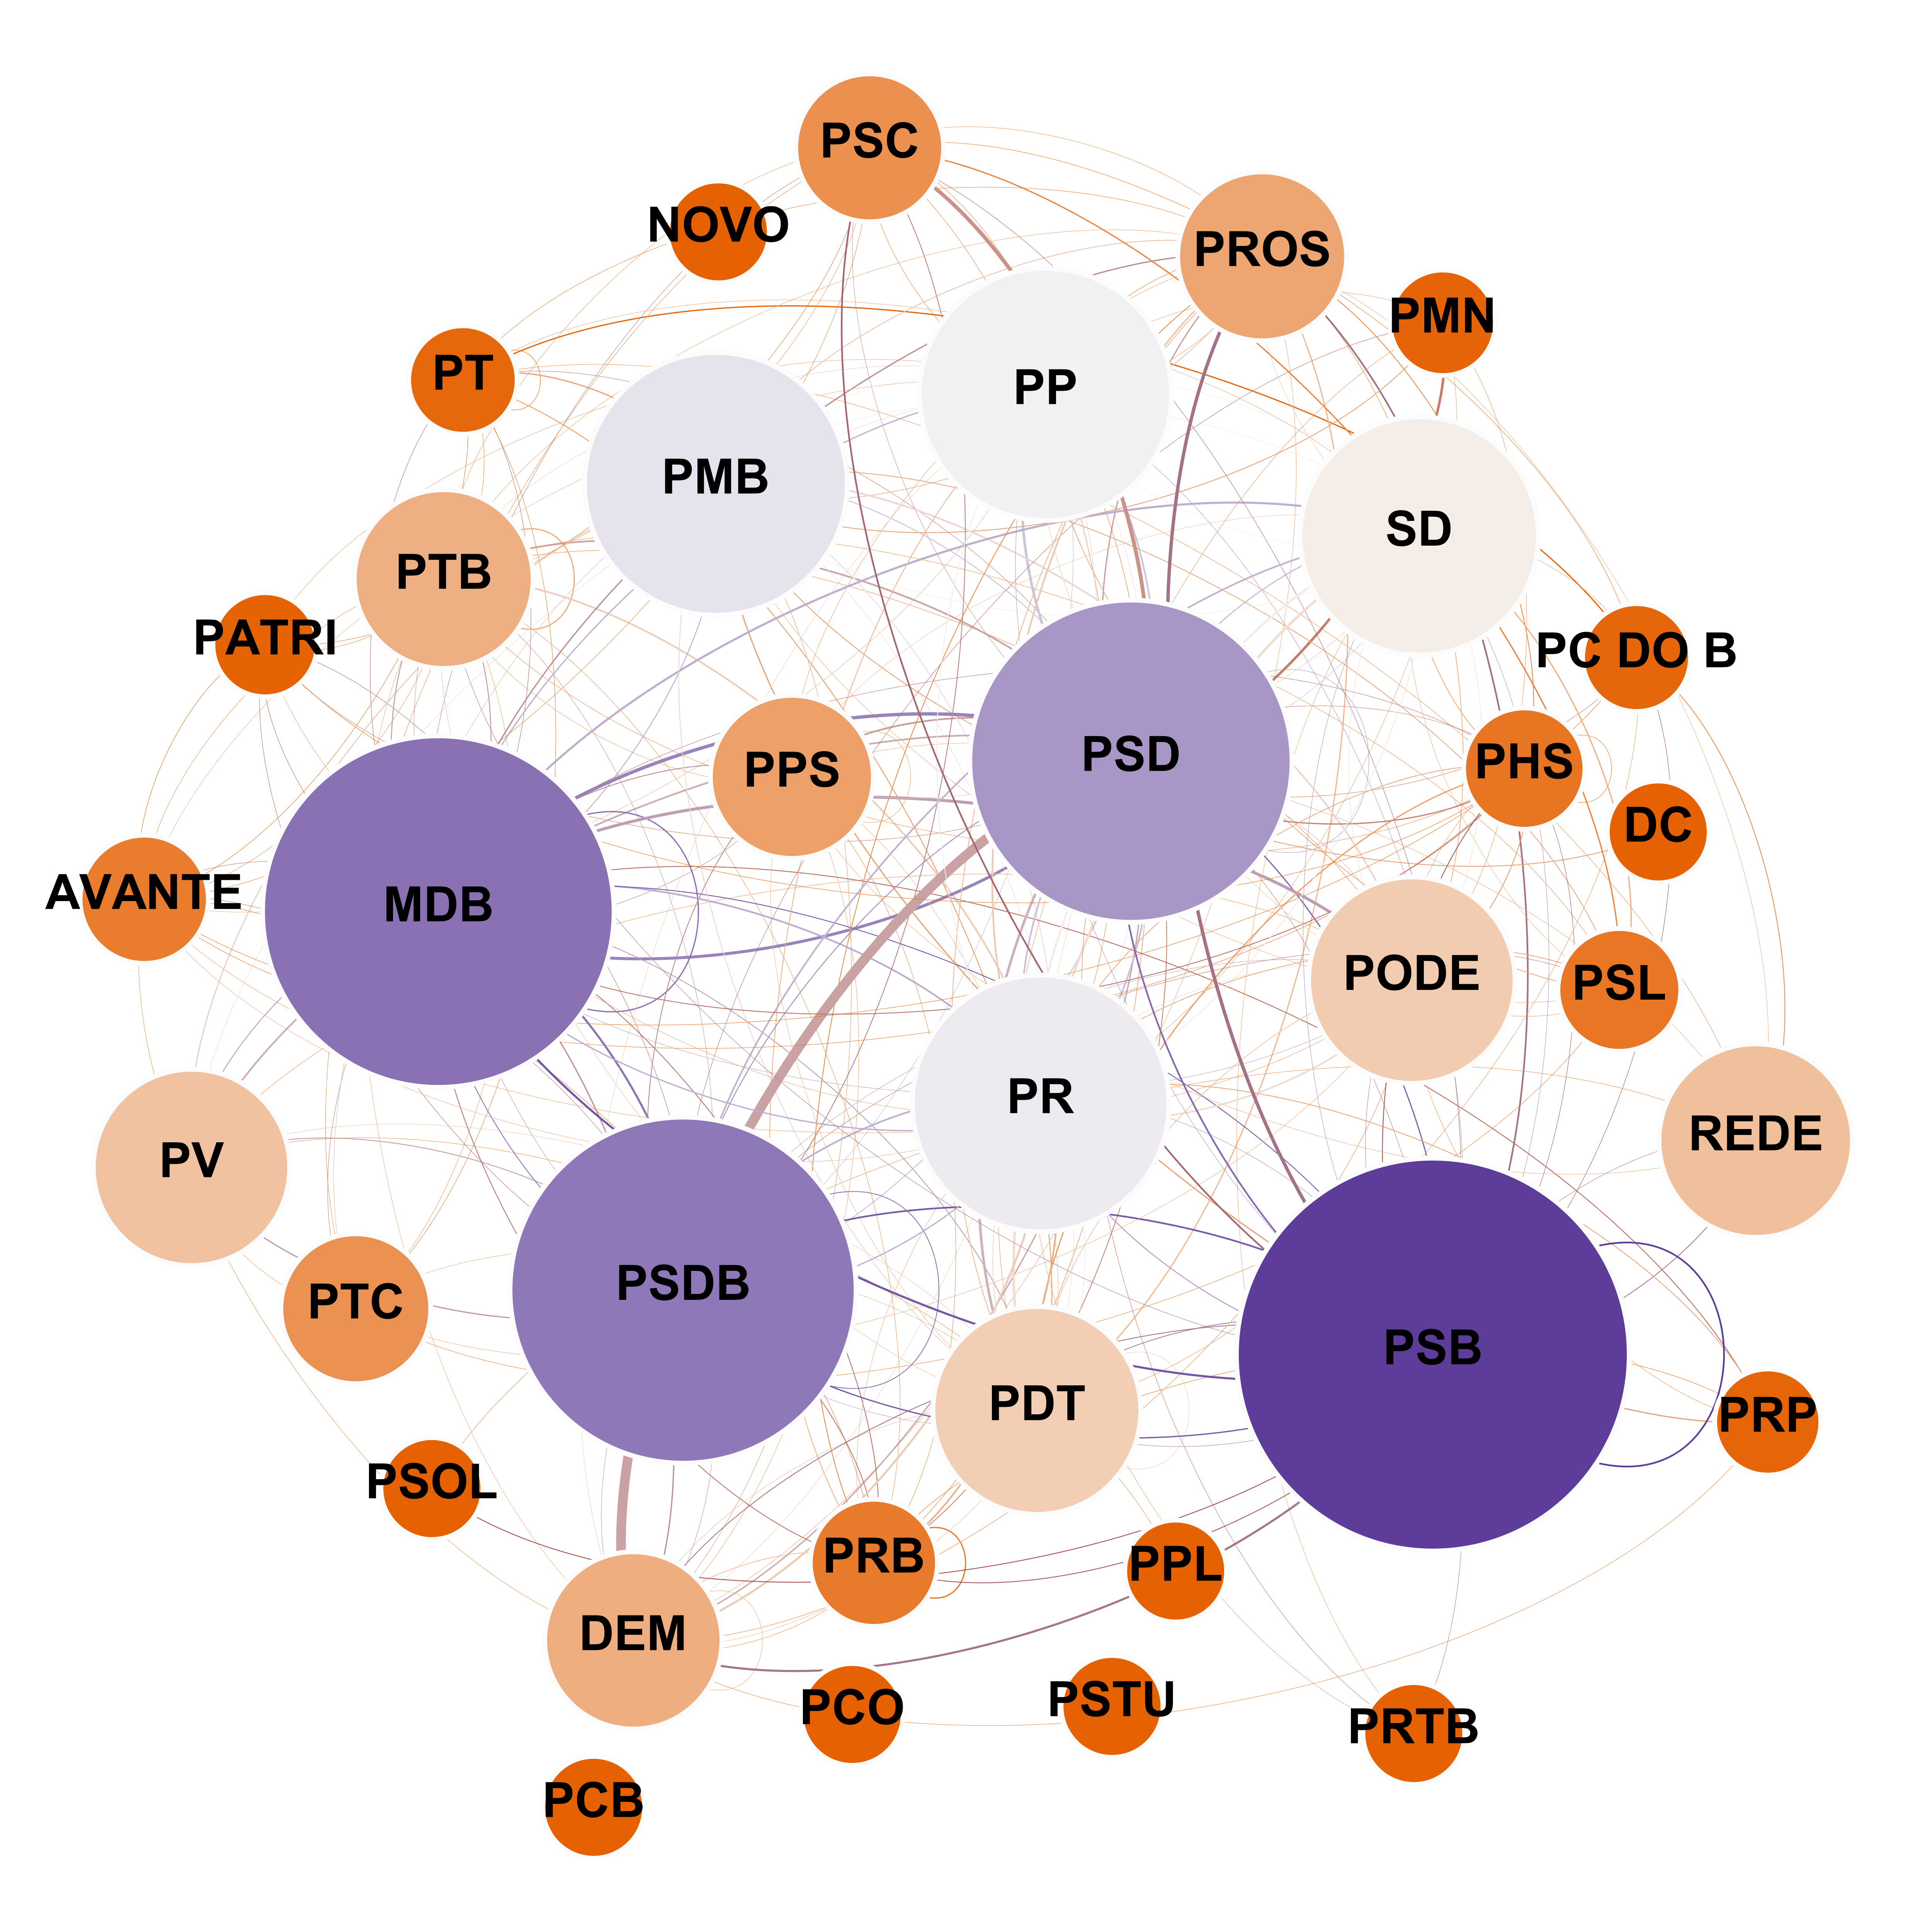 PSC
NOVO
PROS
PMN
PT
PP
PMB
SD
PTB
PATRI
PC DO B
PPS
PSD
PHS
DC
AVANTE
MDB
PODE
PSL
PR
REDE
PV
PSDB
PTC
PSB
PDT
PRP
PSOL
PRB
PPL
DEM
PCO
PSTU
PRTB
PCB